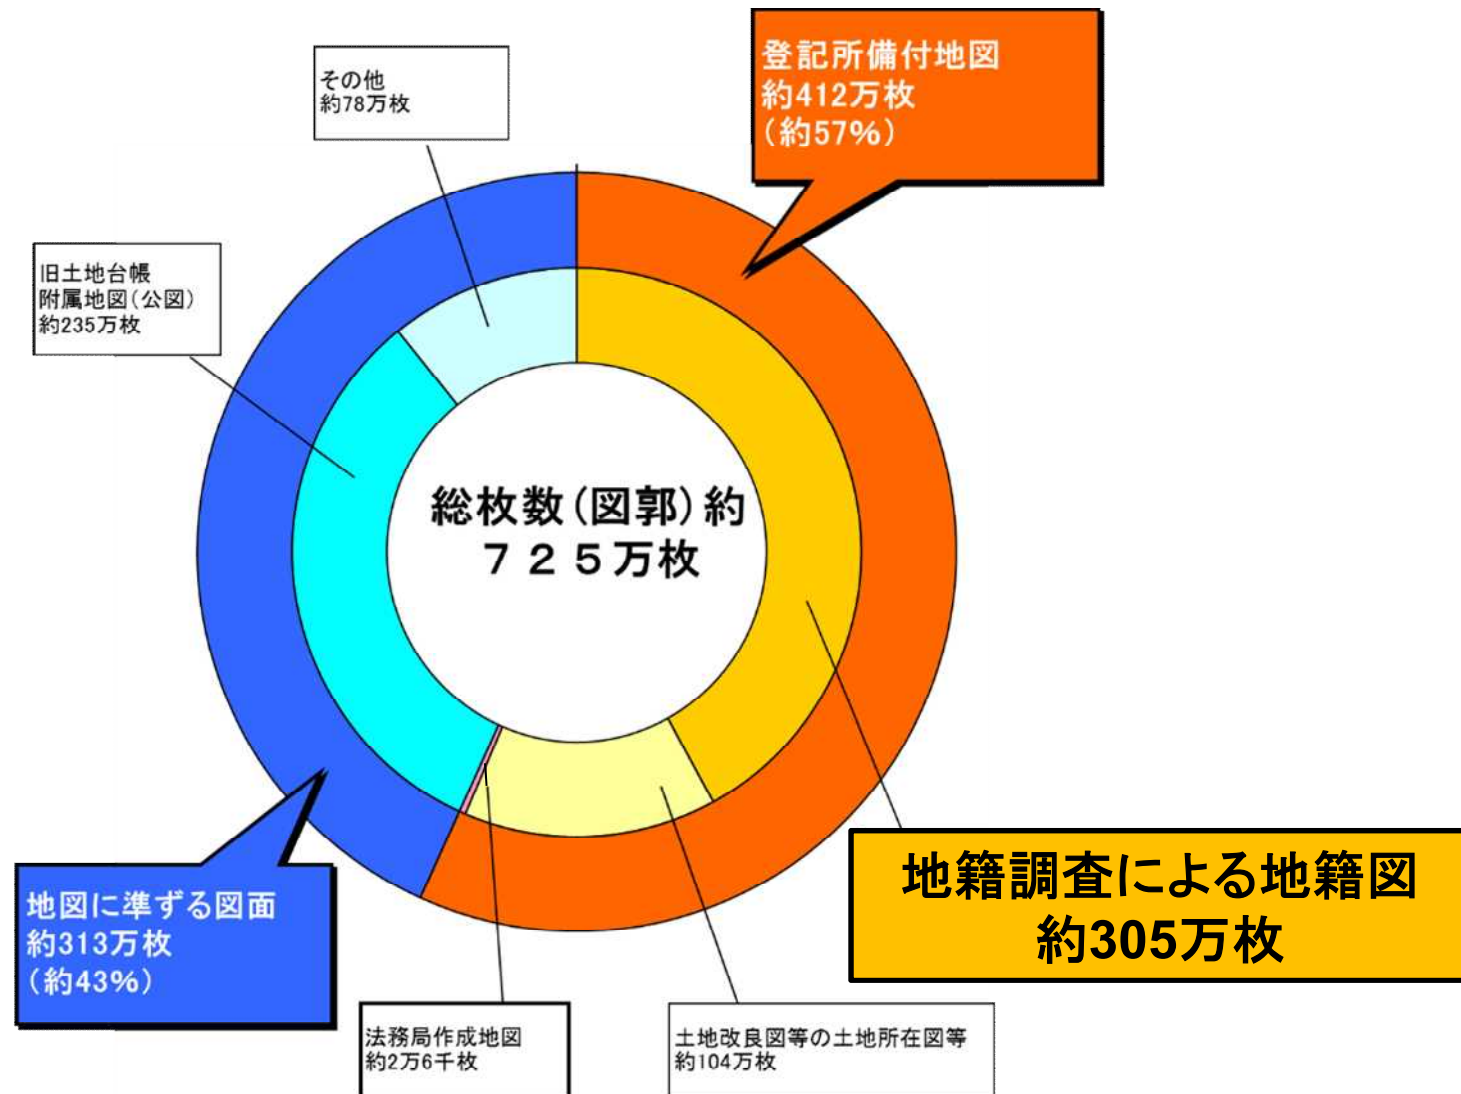 登記所備付地図
約412万枚
（約57%）
その他
約78万枚
旧土地台帳
附属地図（公図）
約235万枚
総枚数（図郭）約
７２５万枚
地籍調査による地籍図
約305万枚
地図に準ずる図面
約313万枚
（約43%）
法務局作成地図
約2万6千枚
土地改良図等の土地所在図等
約104万枚